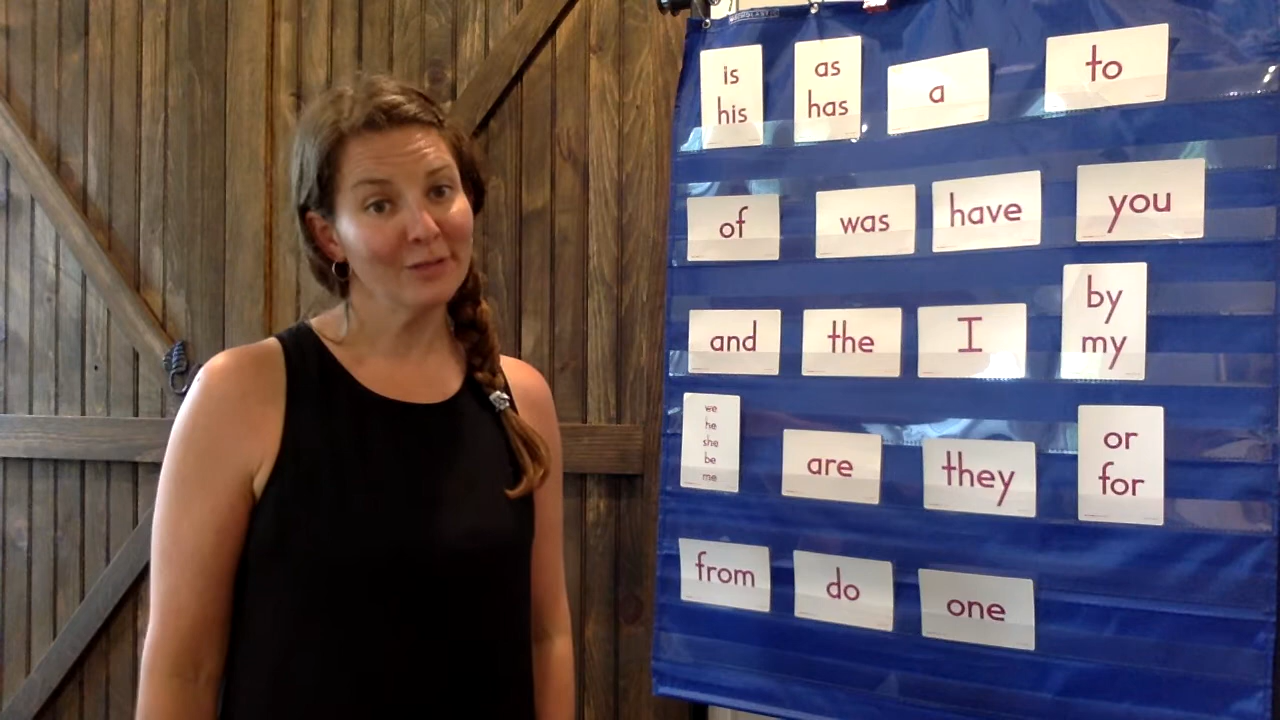 SCHOLASTIC
is
his
as
has
a
to
of
was
have
you
and
the
I
by
my
we
he
she
be
me
are
they
or
for
from
do
one